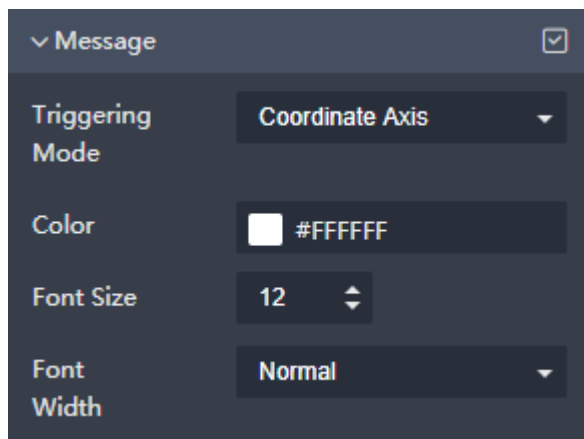 Message
Triggering
Mode
Coordinate Axis
Color
#FFFFFF
Font Size
12
Font
Width
Normal